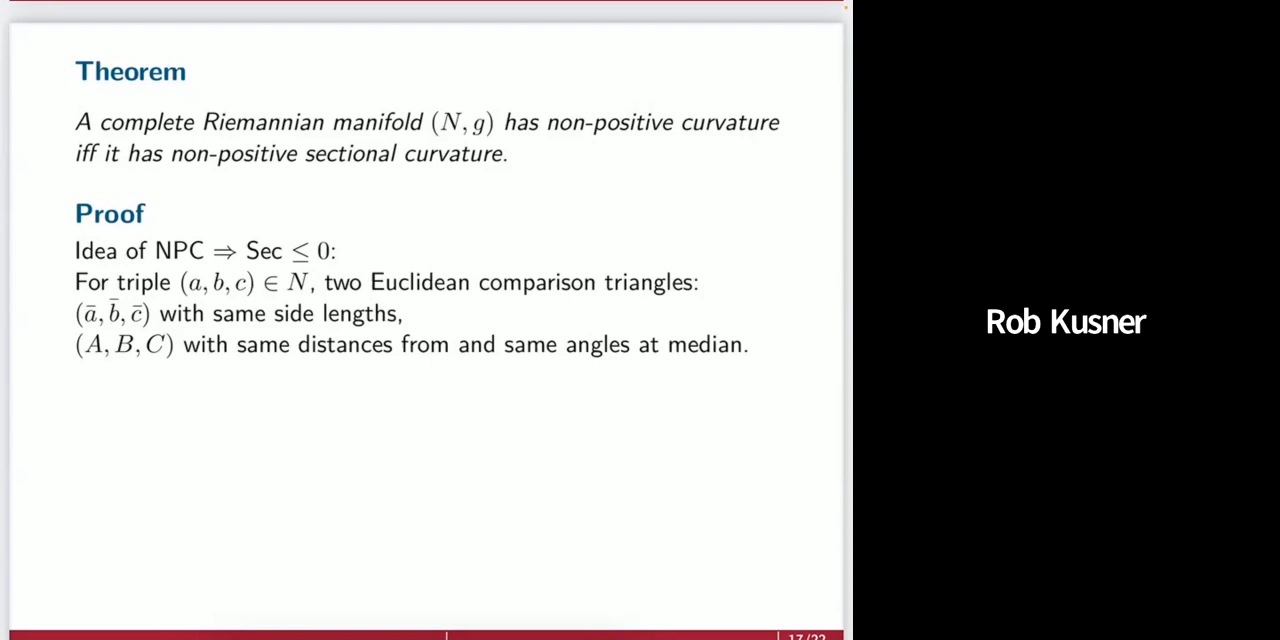 Theorem
A complete Riemannian manifold (N, g) has non-positive curvature
iff it has non-positive sectional curvature.
Proof
Idea of NPC ⇒ Sec ≤ 0:
For triple (a, b, c) ∈ N, two Euclidean comparison triangles:
(ā, b̄, c̄) with same side lengths,
(A, B, C) with same distances from and same angles at median.
17/22
Rob Kusner